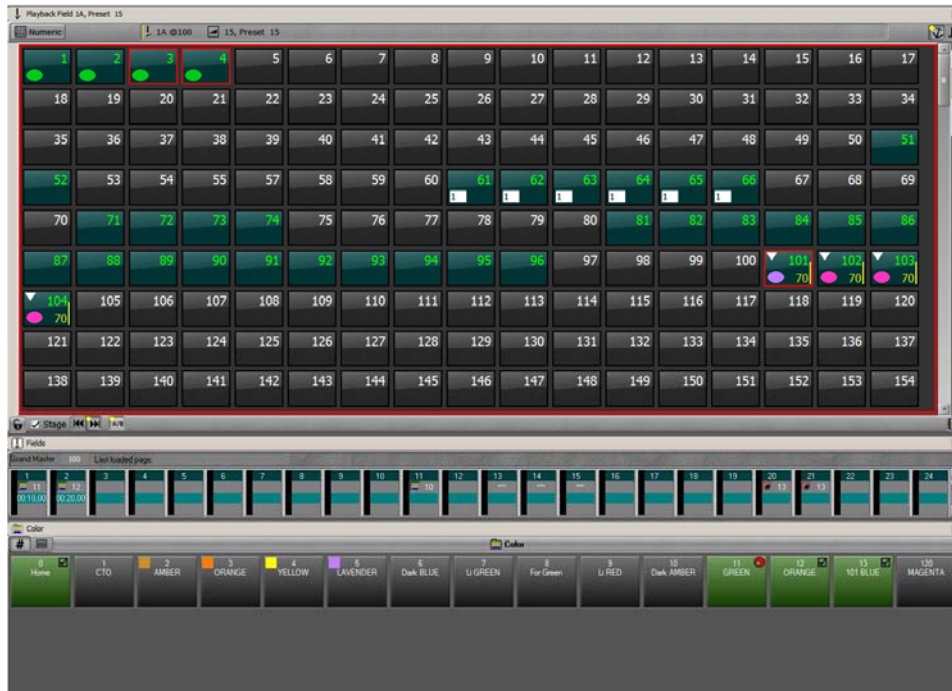 Playback Field 1A, Preset 15
Numeric 1A @100 15, Preset 15
1 2 3 4 5 6 7 8 9 10 11 12 13 14 15 16 17
18 19 20 21 22 23 24 25 26 27 28 29 30 31 32 33 34
35 36 37 38 39 40 41 42 43 44 45 46 47 48 49 50 51
52 53 54 55 57 58 59 60 61 62 63 64 65 66 67 68 69
1 1 1 1 1 1
70 71 72 73 74 75 76 77 78 79 80 81 82 83 84 85 86
87 88 89 90 91 92 93 94 95 96 97 98 99 100 101 102 103
70 70 70
104 105 106 107 108 109 110 111 112 113 114 115 116 117 118 119 120
70
121 122 123 124 125 126 127 128 129 130 131 132 133 134 135 136 137
138 139 140 141 142 143 144 145 146 147 148 149 150 151 152 153 154
Stage A/B
Fields
Grand Master 100 Last loaded page:
1 2 3 4 5 6 7 8 9 10 11 12 13 14 15 16 17 18 19 20 21 22 23 24
11 12 10 13 13
00:10.00 00:20.00
Color
# Color
0 1 2 3 4 5 6 7 8 9 10 11 12 13 120
Home CTO AMBER ORANGE YELLOW LAVENDER Dark BLUE Li GREEN For Green Li RED Dark AMBER GREEN ORANGE 101 BLUE MAGENTA